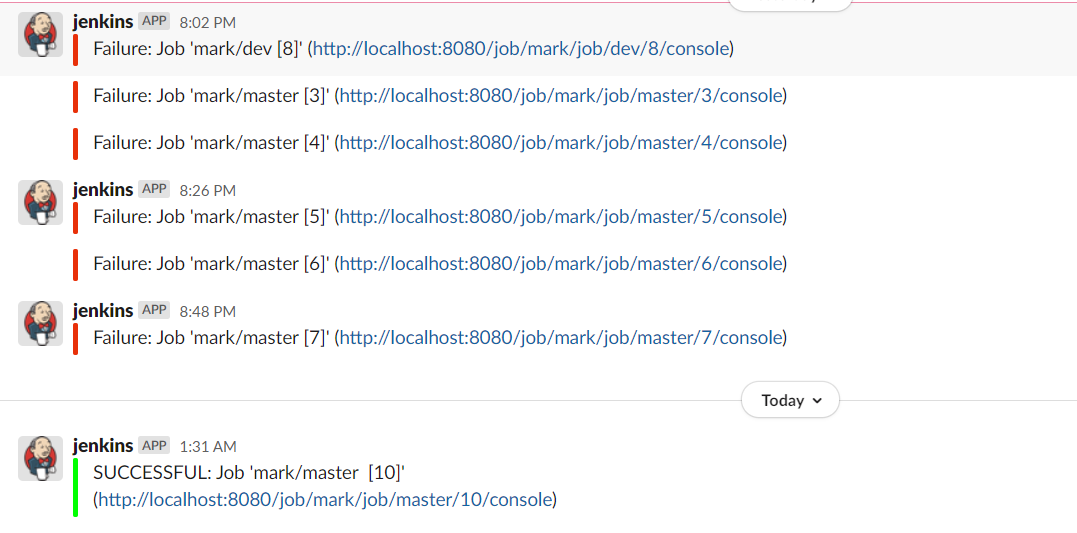 jenkins APP 8:02 PM
Failure: Job 'mark/dev [8]' (http://localhost:8080/job/mark/job/dev/8/console)
Failure: Job 'mark/master [3]' (http://localhost:8080/job/mark/job/master/3/console)
Failure: Job 'mark/master [4]' (http://localhost:8080/job/mark/job/master/4/console)
jenkins APP 8:26 PM
Failure: Job 'mark/master [5]' (http://localhost:8080/job/mark/job/master/5/console)
Failure: Job 'mark/master [6]' (http://localhost:8080/job/mark/job/master/6/console)
jenkins APP 8:48 PM
Failure: Job 'mark/master [7]' (http://localhost:8080/job/mark/job/master/7/console)
Today
jenkins APP 1:31 AM
SUCCESSFUL: Job 'mark/master  [10]'
(http://localhost:8080/job/mark/job/master/10/console)